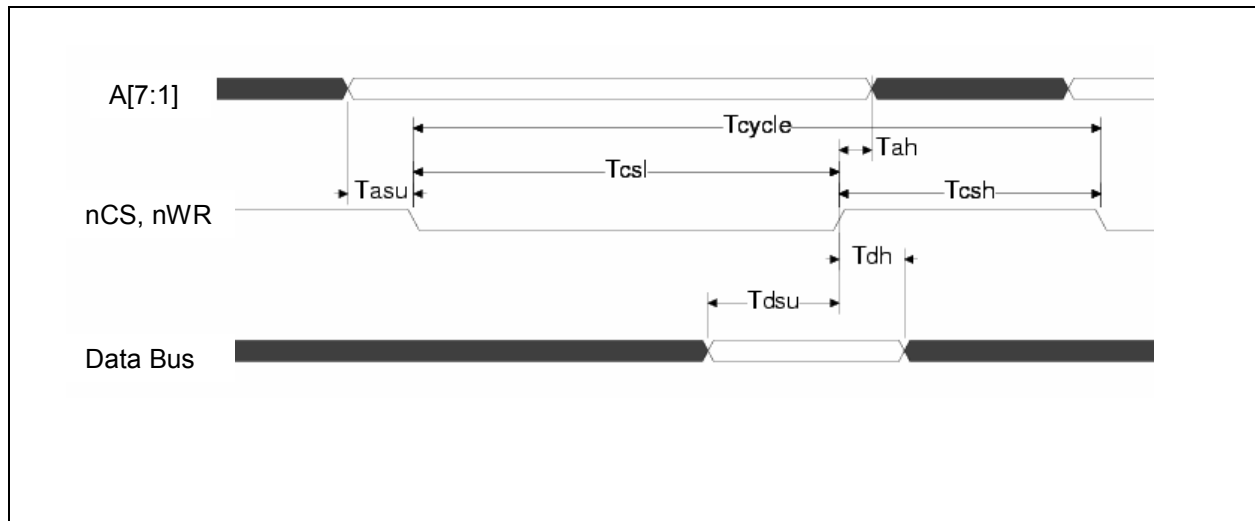 A[7:1]
Tcycle
Tah
Tcsl
Tasu
Tcsh
nCS, nWR
Tdh
Tdsu
Data Bus